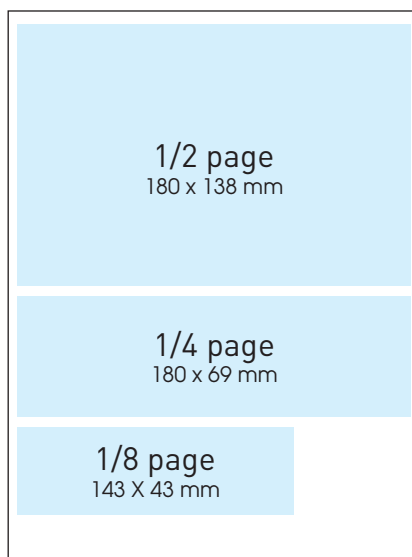 1/2 page
180 x 138 mm
1/4 page
180 x 69 mm
1/8 page
143 X 43 mm